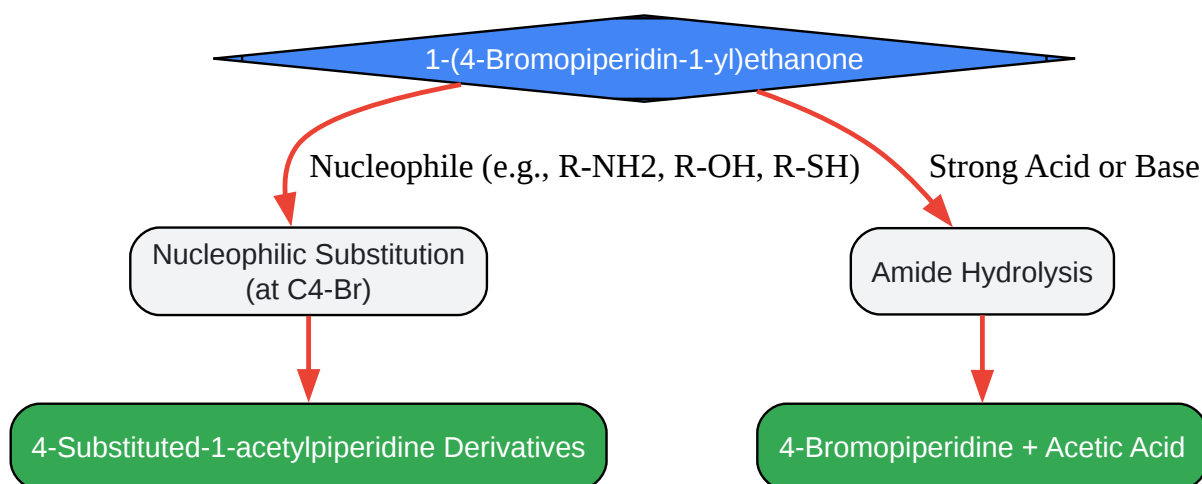 1-(4-Bromopiperidin-1-yl)ethanone
Nucleophile (e.g., R-NH2, R-OH, R-SH)
Strong Acid or Base
Nucleophilic Substitution
(at C4-Br)
Amide Hydrolysis
4-Substituted-1-acetylpiperidine Derivatives
4-Bromopiperidine + Acetic Acid